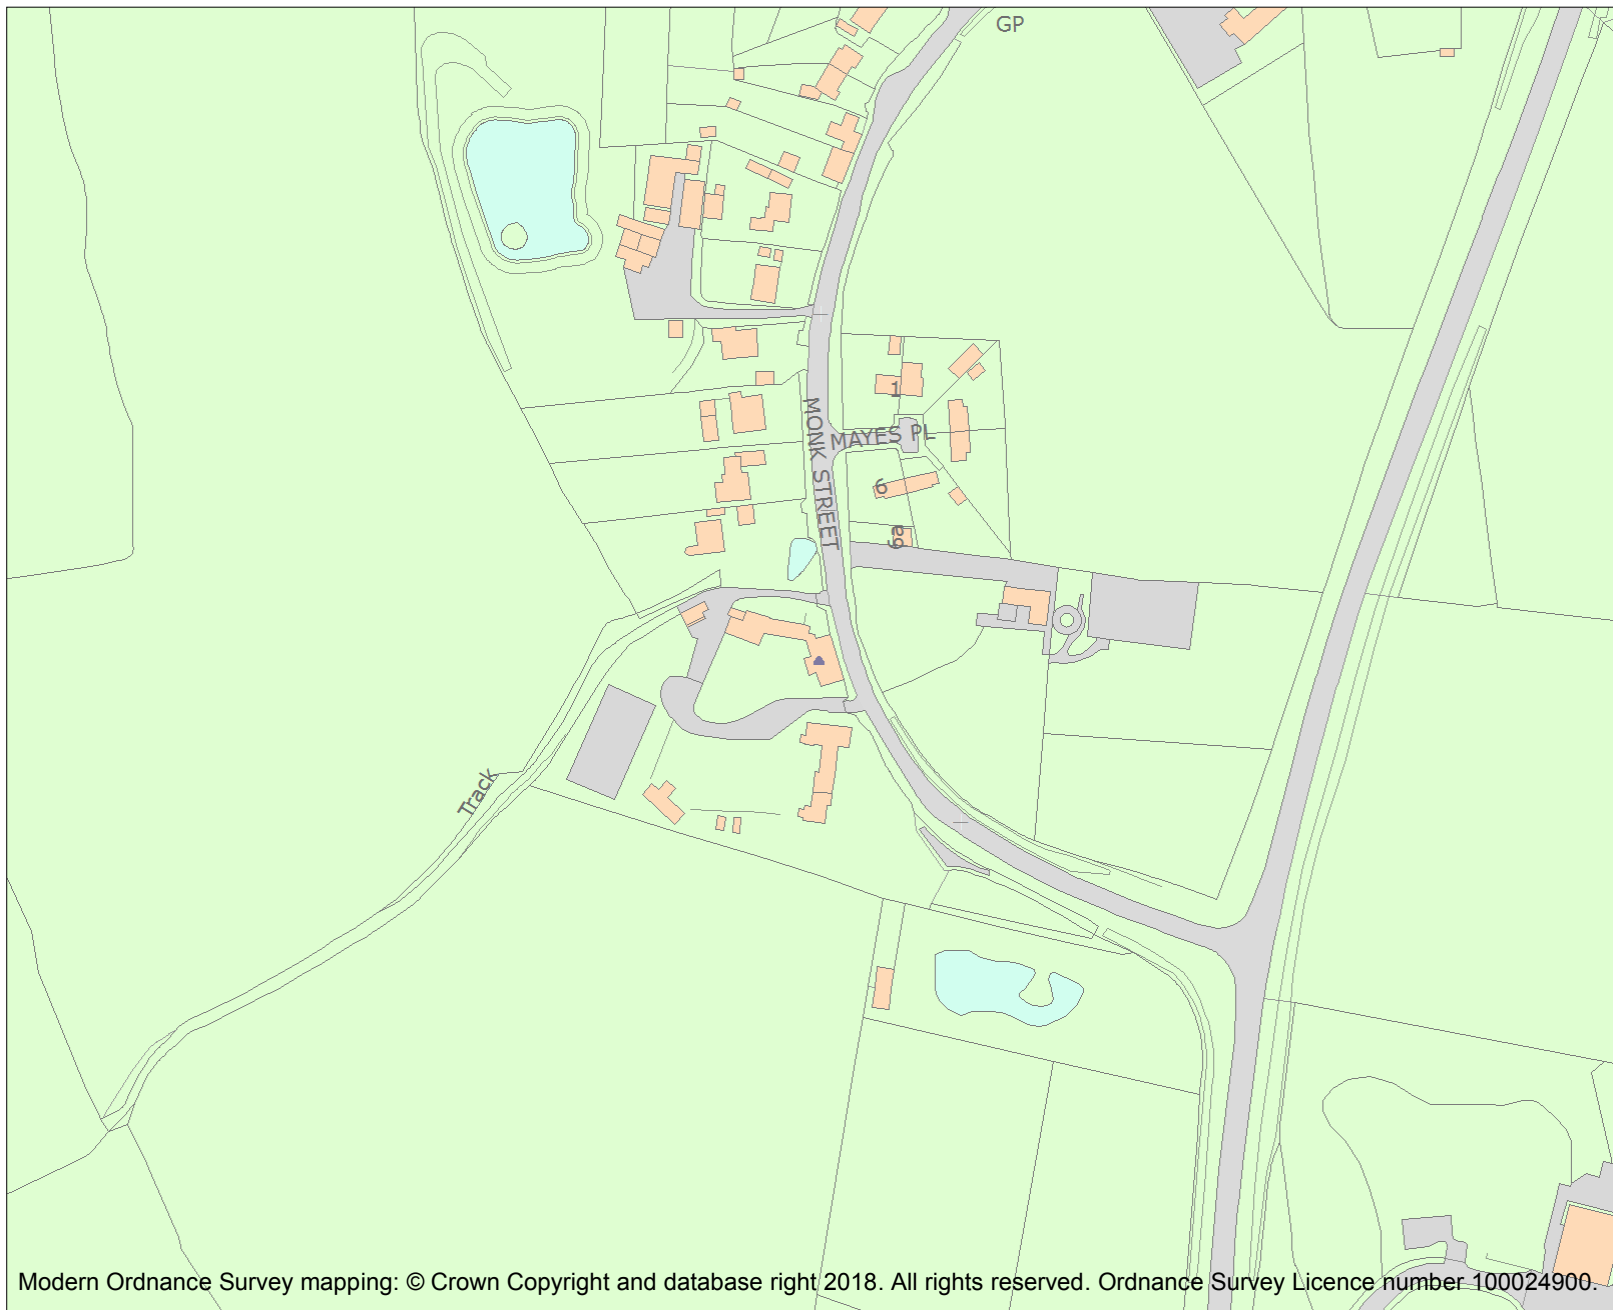 GP
1
MONK STREET
MAYES PL
6
6a
Track
Modern Ordnance Survey mapping: © Crown Copyright and database right 2018. All rights reserved. Ordnance Survey Licence number 100024900.